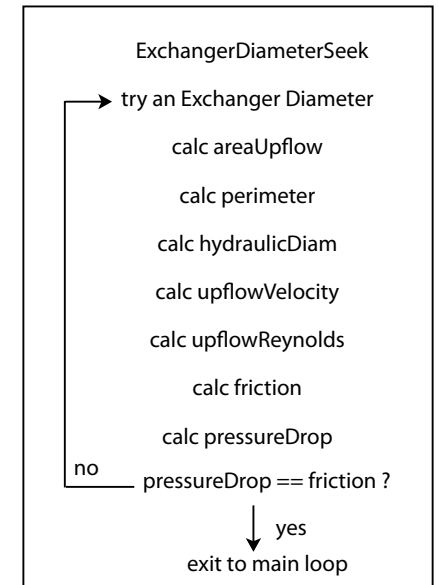 ExchangerDiameterSeek
try an Exchanger Diameter
calc areaUpflow
calc perimeter
calc hydraulicDiam
calc upflowVelocity
calc upflowReynolds
calc friction
calc pressureDrop
no
pressureDrop == friction ?
yes
exit to main loop